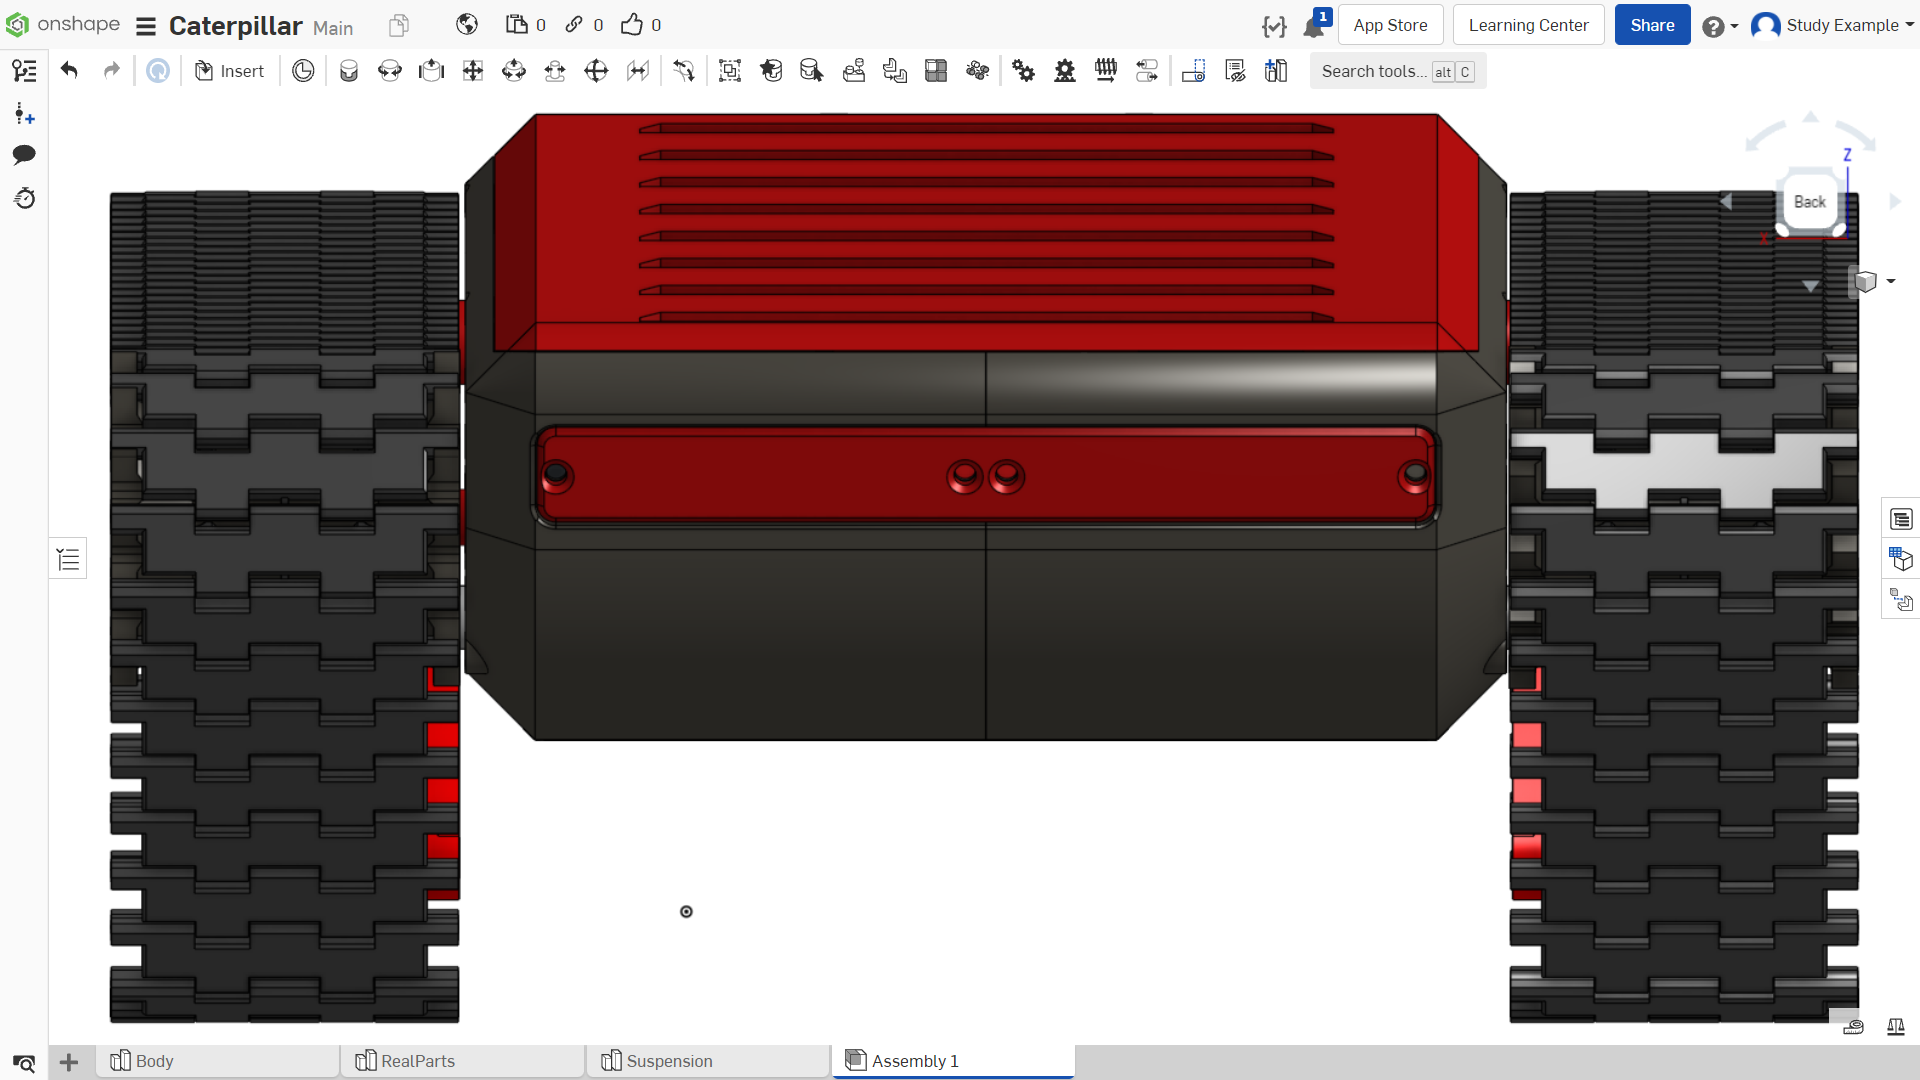 onshape Caterpillar Main 0 0 0 1 App Store Learning Center Share Study Example
Insert Search tools... alt C
Z
Back
X
Body RealParts Suspension Assembly 1